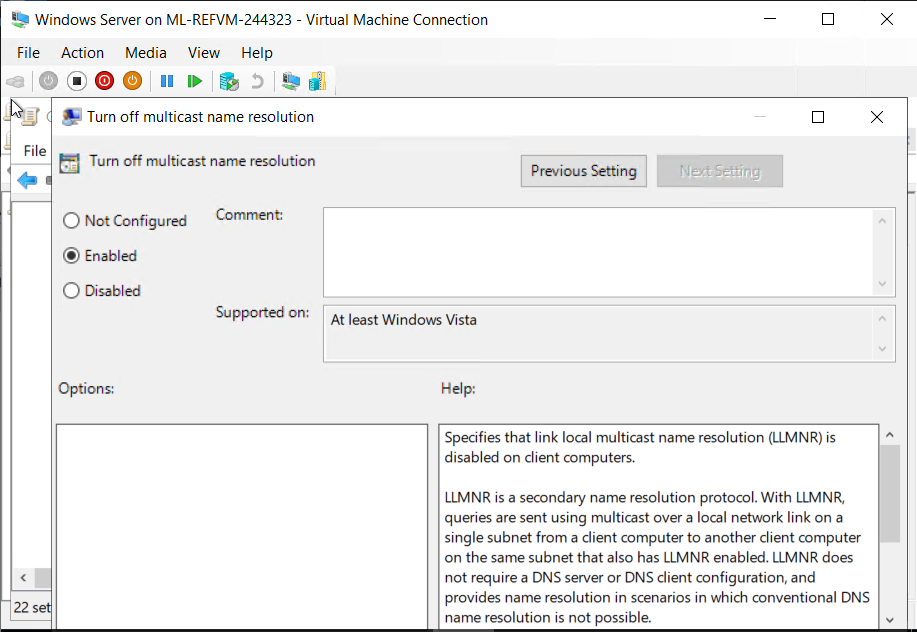 Windows Server on ML-REFVM-244323 - Virtual Machine Connection
File Action Media View Help
Turn off multicast name resolution
File
Turn off multicast name resolution
Previous Setting
Next Setting
Not Configured
Comment:
Enabled
Disabled
Supported on:
At least Windows Vista
Options:
Help:
Specifies that link local multicast name resolution (LLMNR) is
disabled on client computers.
LLMNR is a secondary name resolution protocol. With LLMNR,
queries are sent using multicast over a local network link on a
single subnet from a client computer to another client computer
on the same subnet that also has LLMNR enabled. LLMNR does
not require a DNS server or DNS client configuration, and
provides name resolution in scenarios in which conventional DNS
name resolution is not possible.
22 set